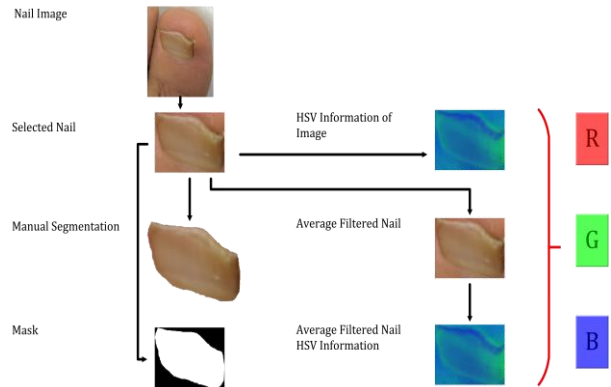 Nail Image
Selected Nail
HSV Information of
Image
R
Manual Segmentation
Average Filtered Nail
G
Mask
Average Filtered Nail
HSV Information
B